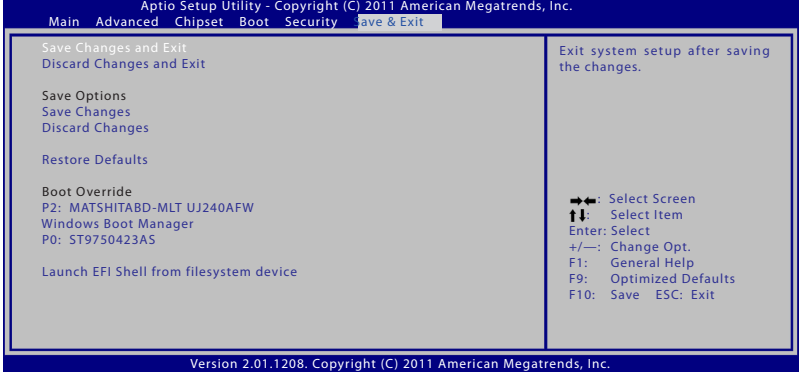 Aptio Setup Utility - Copyright (C) 2011 American Megatrends, Inc.
Main Advanced Chipset Boot Security Save & Exit
Save Changes and Exit
Discard Changes and Exit
Save Options
Save Changes
Discard Changes
Restore Defaults
Boot Override
P2: MATSHITABD-MLT UJ240AFW
Windows Boot Manager
P0: ST9750423AS
Launch EFI Shell from filesystem device
Exit system setup after saving
the changes.
→←: Select Screen
↑↓: Select Item
Enter: Select
+/—: Change Opt.
F1: General Help
F9: Optimized Defaults
F10: Save ESC: Exit
Version 2.01.1208. Copyright (C) 2011 American Megatrends, Inc.